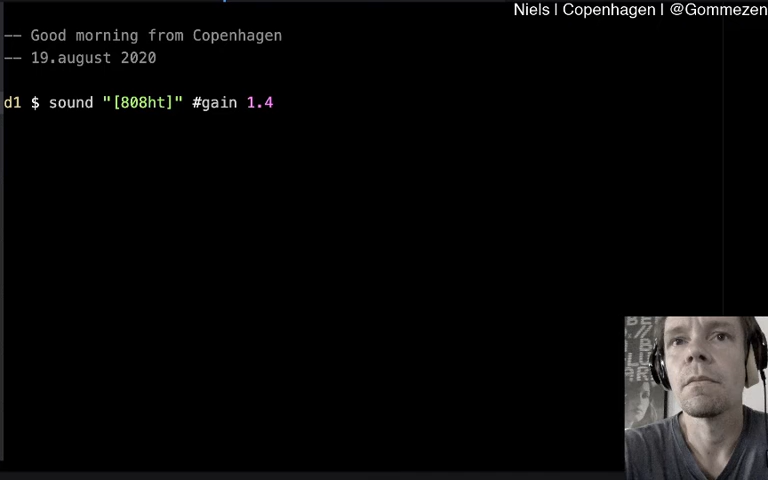 Niels | Copenhagen | @Gommezen
-- Good morning from Copenhagen
-- 19.august 2020
d1 $ sound "[808ht]" #gain 1.4